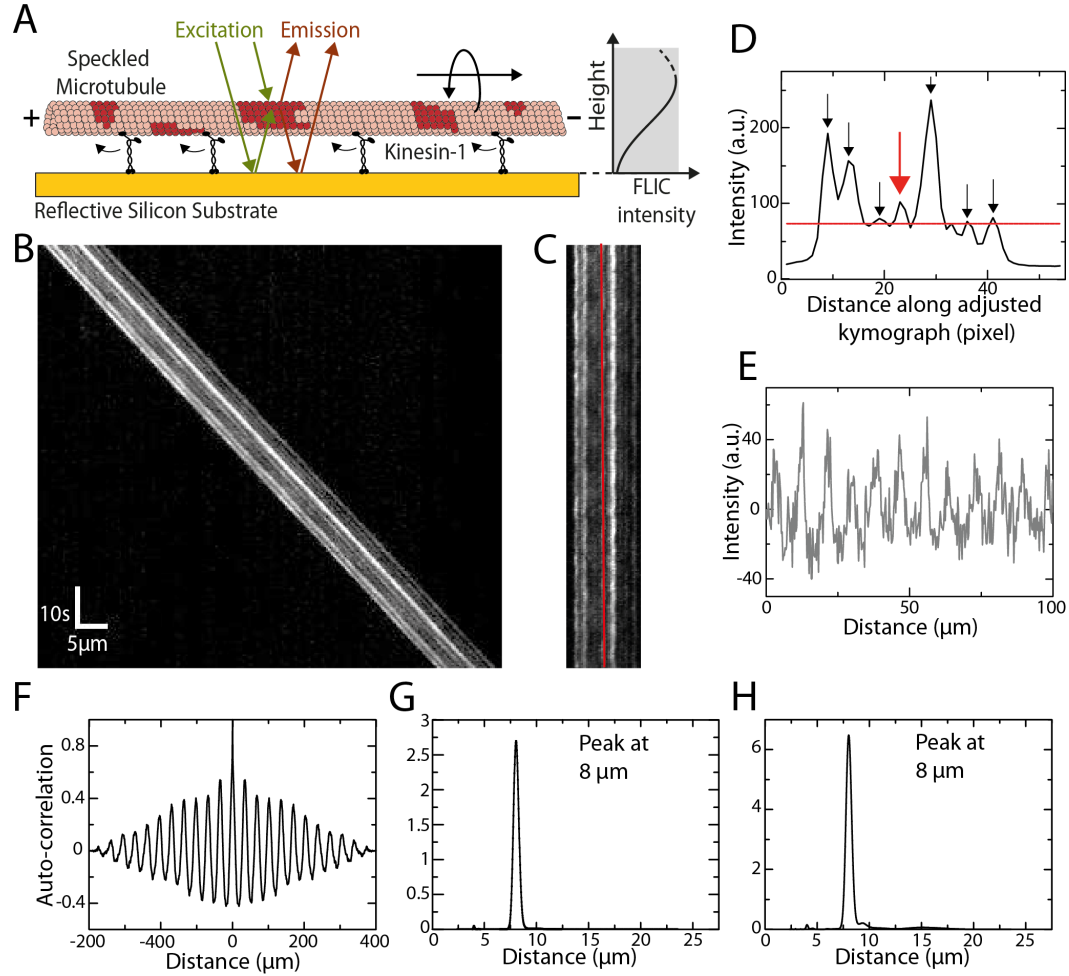 A
Excitation
Emission
Speckled
Microtubule
+
-
Kinesin-1
Reflective Silicon Substrate
Height
FLIC
intensity
B
10s
5µm
C
D
Intensity (a.u.)
200
100
0
0
20
40
Distance along adjusted
kymograph (pixel)
E
Intensity (a.u.)
40
0
-40
0
50
100
Distance (µm)
F
Auto-correlation
0.8
0.4
0
-0.4
-200
-400
0
200
400
Distance (µm)
G
3
2.5
2
1.5
1
0.5
0
Peak at
8 µm
0
5
10
15
20
25
Distance (µm)
H
6
4
2
0
Peak at
8 µm
0
5
10
15
20
25
Distance (µm)